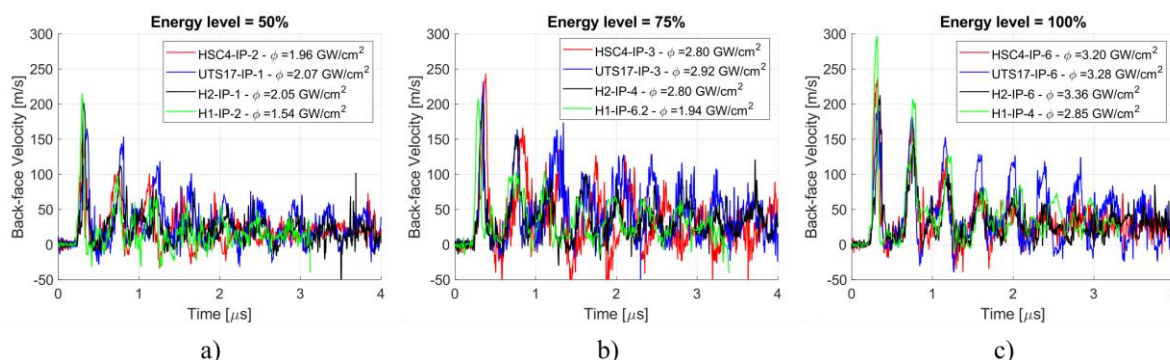 Energy level = 50%
HSC4-IP-2 - ϕ =1.96 GW/cm²
UTS17-IP-1 - ϕ =2.07 GW/cm²
H2-IP-1 - ϕ =2.05 GW/cm²
H1-IP-2 - ϕ =1.54 GW/cm²
Back-face Velocity [m/s]
300
250
200
150
100
50
0
-50
0 1 2 3 4
Time [μs]
a)
Energy level = 75%
HSC4-IP-3 - ϕ =2.80 GW/cm²
UTS17-IP-3 - ϕ =2.92 GW/cm²
H2-IP-4 - ϕ =2.80 GW/cm²
H1-IP-6.2 - ϕ =1.94 GW/cm²
Back-face Velocity [m/s]
300
250
200
150
100
50
0
-50
0 1 2 3 4
Time [μs]
b)
Energy level = 100%
HSC4-IP-6 - ϕ =3.20 GW/cm²
UTS17-IP-6 - ϕ =3.28 GW/cm²
H2-IP-6 - ϕ =3.36 GW/cm²
H1-IP-4 - ϕ =2.85 GW/cm²
Back-face Velocity [m/s]
300
250
200
150
100
50
0
-50
0 1 2 3
Time [μs]
c)